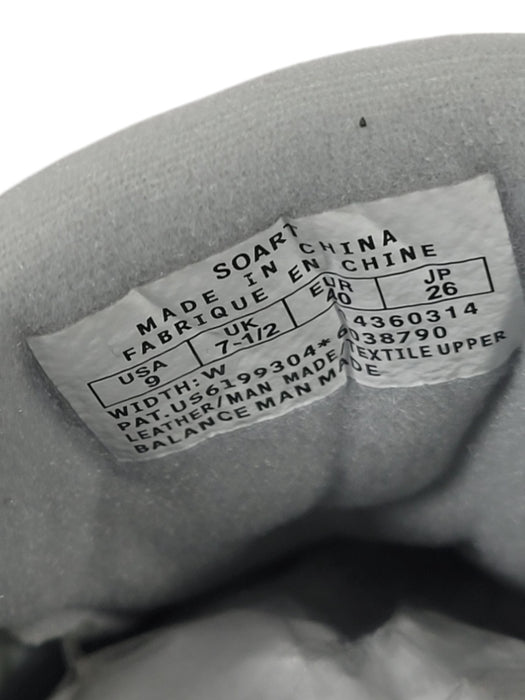 SOART
MADE IN CHINA
FABRIQUE EN CHINE
USA UK EUR JP
9 7-1/2 40 26
WIDTH: W 4360314
PAT.US6199304* 6038790
LEATHER/MAN MADE/TEXTILE UPPER
BALANCE MAN MADE